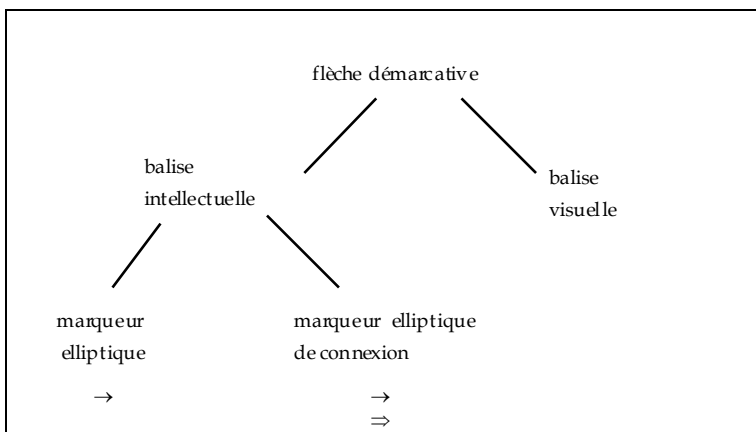 flèche démarcative
balise
intellectuelle
balise
visuelle
marqueur
elliptique
marqueur elliptique
de connexion
→
→
⇒